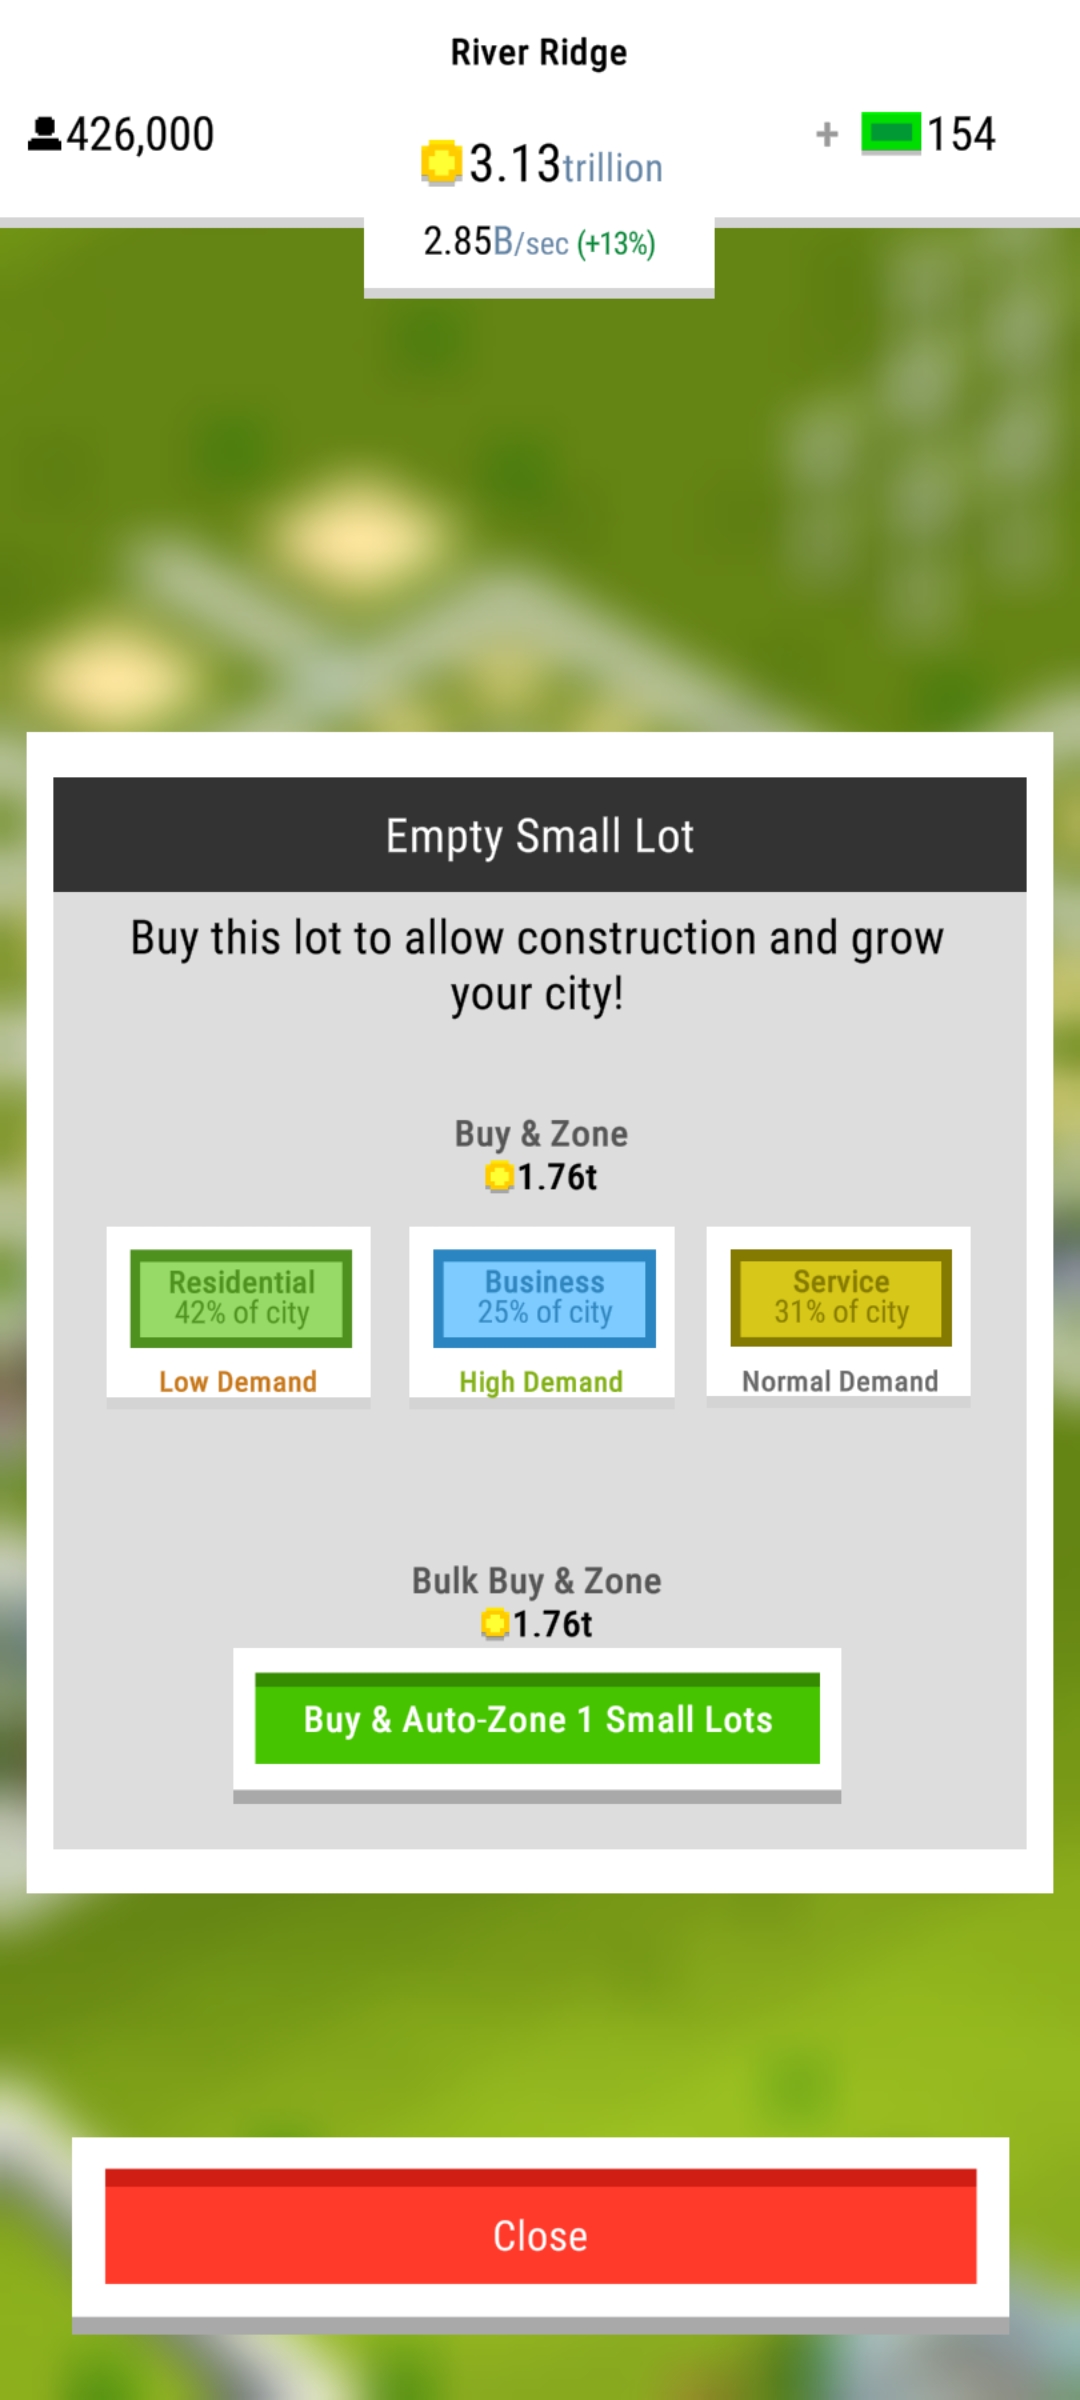 River Ridge
426,000
3.13trillion
+ 154
2.85B/sec (+13%)
Empty Small Lot
Buy this lot to allow construction and grow
your city!
Buy & Zone
1.76t
Residential
42% of city
Low Demand
Business
25% of city
High Demand
Service
31% of city
Normal Demand
Bulk Buy & Zone
1.76t
Buy & Auto-Zone 1 Small Lots
Close